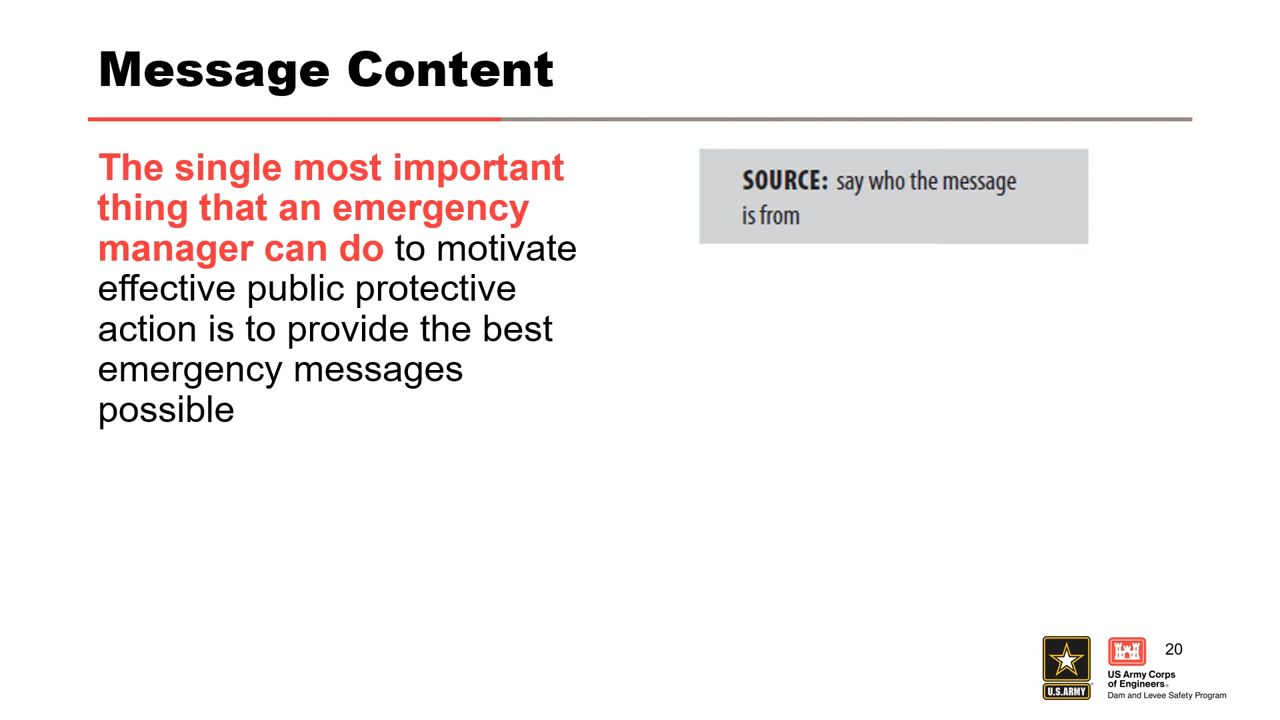 Message Content
The single most important
thing that an emergency
manager can do to motivate
effective public protective
action is to provide the best
emergency messages
possible
SOURCE: say who the message
is from
U.S.ARMY
US Army Corps
of Engineers®
Dam and Levee Safety Program
20